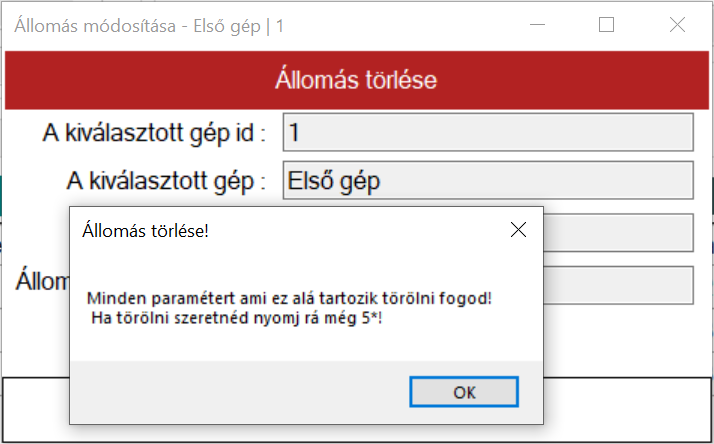 Állomás módosítása - Első gép | 1
Állomás törlése
A kiválasztott gép id : 1
A kiválasztott gép : Első gép
Állomás törlése!
Állom
Minden paramétert ami ez alá tartozik törölni fogod!
Ha törölni szeretnéd nyomj rá még 5*!
OK